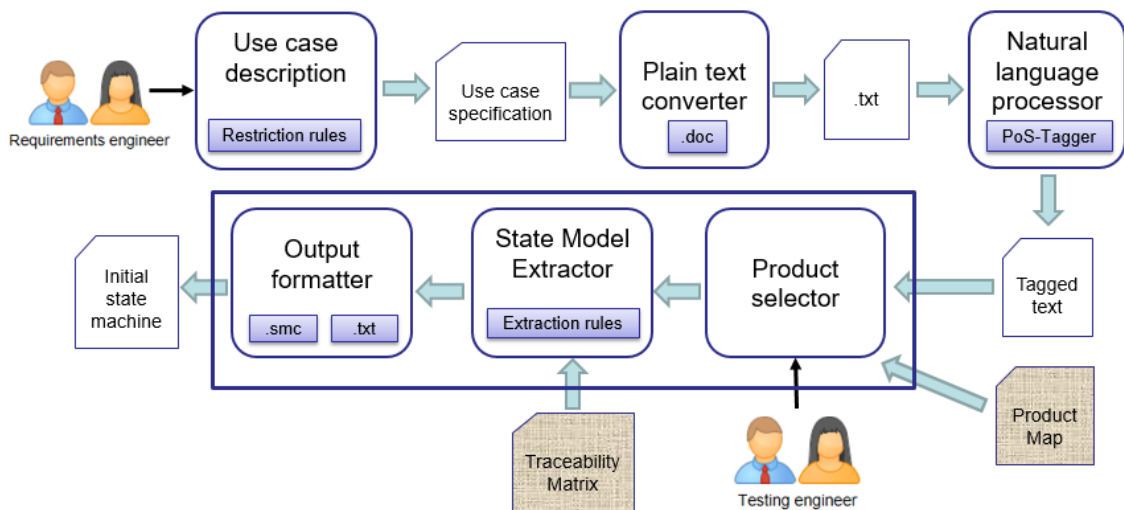 Use case
description
Restriction rules
Requirements engineer
Use case
specification
Plain text
converter
.doc
.txt
Natural
language
processor
PoS-Tagger
Initial
state
machine
Output
formatter
.smc
.txt
State Model
Extractor
Extraction rules
Product
selector
Tagged
text
Traceability
Matrix
Testing engineer
Product
Map